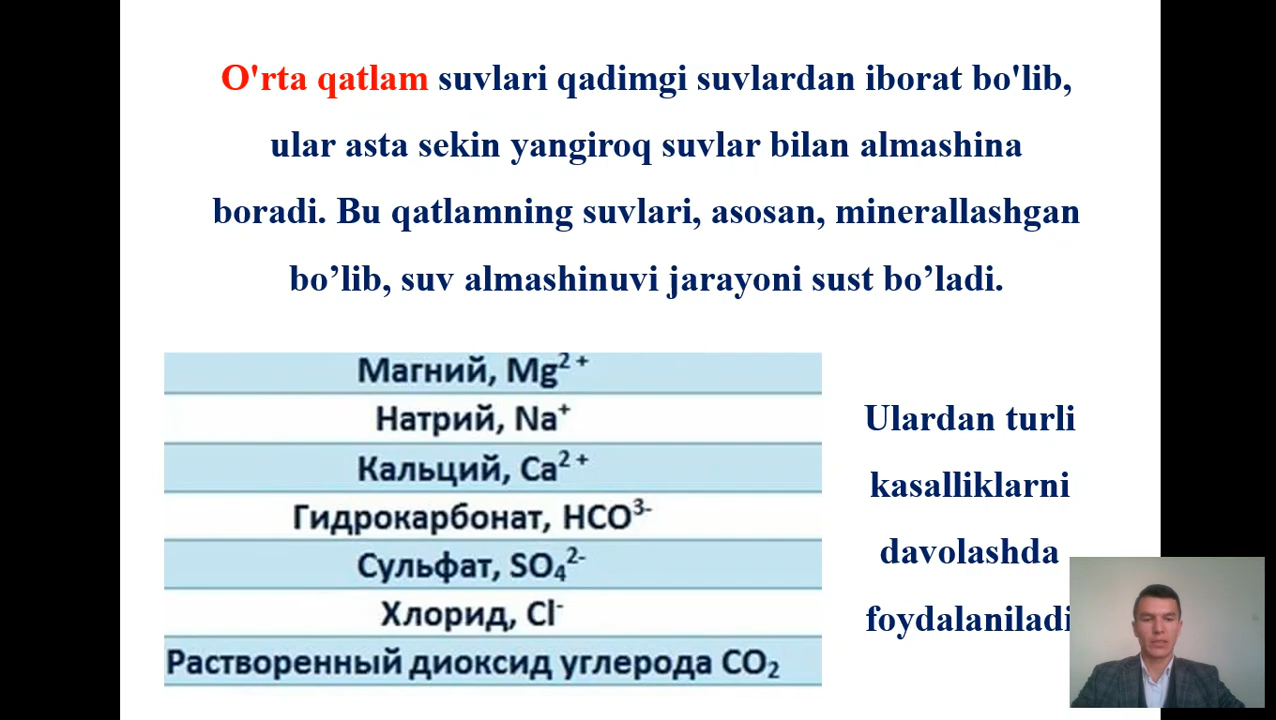 O'rta qatlam suvlari qadimgi suvlardan iborat bo'lib,
ular asta sekin yangiroq suvlar bilan almashina
boradi. Bu qatlamning suvlari, asosan, minerallashgan
bo’lib, suv almashinuvi jarayoni sust bo’ladi.
Магний, Mg²⁺
Натрий, Na⁺
Кальций, Ca²⁺
Гидрокарбонат, HCO³⁻
Сульфат, SO₄²⁻
Хлорид, Cl⁻
Растворенный диоксид углерода CO₂
Ulardan turli
kasalliklarni
davolashda
foydalaniladi